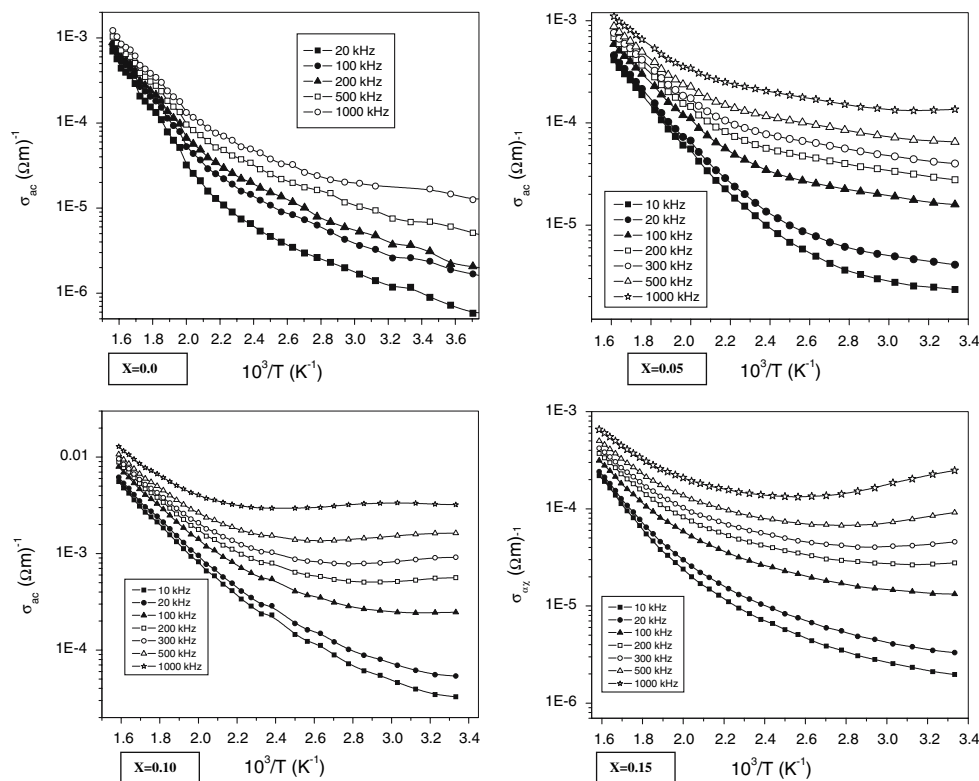 1E-3
1E-4
1E-5
1E-6
σac (Ωm)⁻¹
20 kHz
100 kHz
200 kHz
500 kHz
1000 kHz
1.6 1.8 2.0 2.2 2.4 2.6 2.8 3.0 3.2 3.4 3.6
X=0.0
10³/T (K⁻¹)
1E-3
1E-4
1E-5
σac (Ωm)-1
10 kHz
20 kHz
100 kHz
200 kHz
300 kHz
500 kHz
1000 kHz
1.6 1.8 2.0 2.2 2.4 2.6 2.8 3.0 3.2 3.4
X=0.05
10³/T (K⁻¹)
0.01
1E-3
1E-4
σac (Ωm)⁻¹
10 kHz
20 kHz
100 kHz
200 kHz
300 kHz
500 kHz
1000 kHz
1.6 1.8 2.0 2.2 2.4 2.6 2.8 3.0 3.2 3.4
X=0.10
10³/T (K⁻¹)
1E-3
1E-4
1E-5
1E-6
σαχ (Ωm)-1
10 kHz
20 kHz
100 kHz
200 kHz
300 kHz
500 kHz
1000 kHz
1.6 1.8 2.0 2.2 2.4 2.6 2.8 3.0 3.2 3.4
X=0.15
10³/T (K⁻¹)